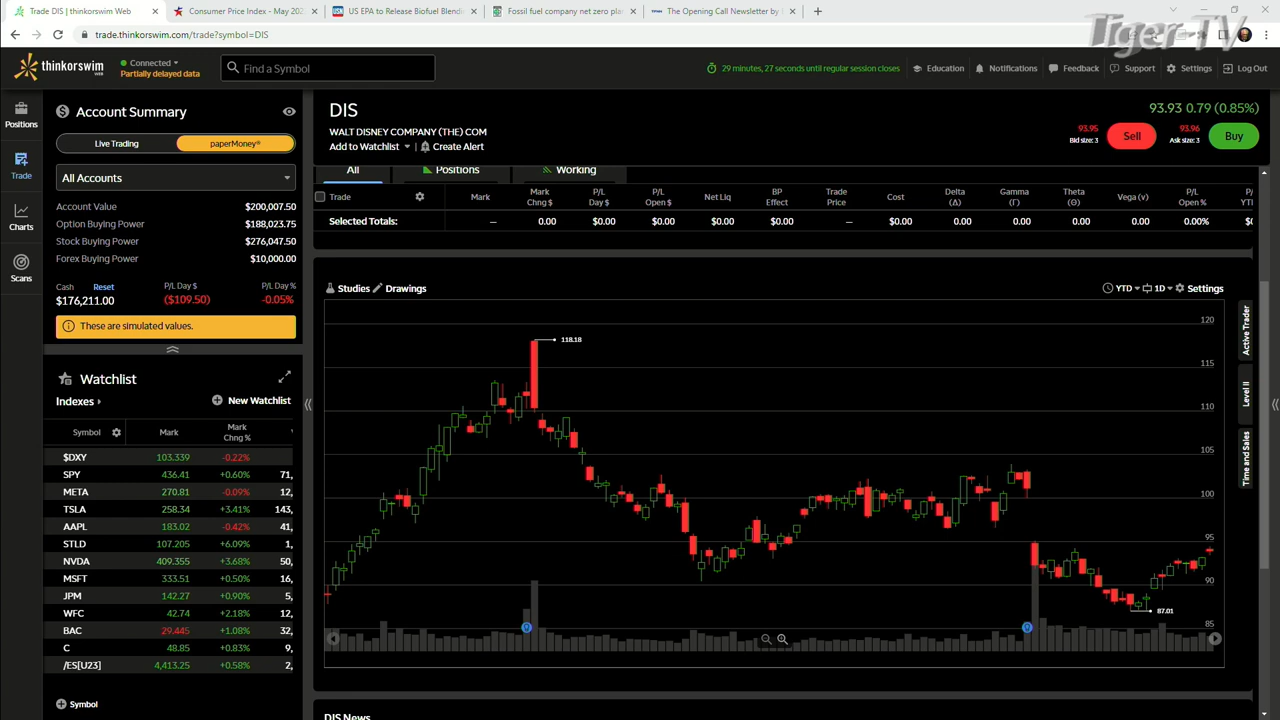 Trade DIS | thinkorswim Web
Consumer Price Index - May 202
US EPA to Release Biofuel Blendi
Fossil fuel company net zero pla
The Opening Call Newsletter by
trade.thinkorswim.com/trade?symbol=DIS
Tiger-TV
thinkorswim WEB
Connected
Partially delayed data
Find a Symbol
29 minutes, 27 seconds until regular session closes
Education
Notifications
Feedback
Support
Settings
Log Out
Positions
Trade
Charts
Scans
Account Summary
Live Trading
paperMoney®
All Accounts
Account Value $200,007.50
Option Buying Power $188,023.75
Stock Buying Power $276,047.50
Forex Buying Power $10,000.00
Cash Reset P/L Day $ P/L Day %
$176,211.00 ($109.50) -0.05%
These are simulated values.
Watchlist
Indexes
New Watchlist
Symbol Mark Mark Chng %
$DXY 103.339 -0.22%
SPY 436.41 +0.60% 71,
META 270.81 -0.09% 12,
TSLA 258.34 +3.41% 143,
AAPL 183.02 -0.42% 41,
STLD 107.205 +6.09% 1,
NVDA 409.355 +3.68% 50,
MSFT 333.51 +0.50% 16,
JPM 142.27 +0.90% 5,
WFC 42.74 +2.18% 12,
BAC 29.445 +1.08% 32,
C 48.85 +0.83% 9,
/ES[U23] 4,413.25 +0.58% 2,
Symbol
DIS
WALT DISNEY COMPANY (THE) COM
Add to Watchlist | Create Alert
93.93 0.79 (0.85%)
93.95
Bid size: 3
Sell
93.96
Ask size: 3
Buy
All
Positions
Working
Trade Mark Mark Chng $ P/L Day $ P/L Open $ Net Liq BP Effect Trade Price Cost Delta (Δ) Gamma (Γ) Theta (Θ) Vega (v) P/L Open % P/ YTI
Selected Totals: — 0.00 $0.00 $0.00 $0.00 $0.00 — $0.00 0.00 0.00 0.00 0.00 0.00% $0
Studies
Drawings
YTD
1D
Settings
120
115
110
105
100
95
90
85
118.18
87.01
Active Trader
Level II
Time and Sales
DIS News